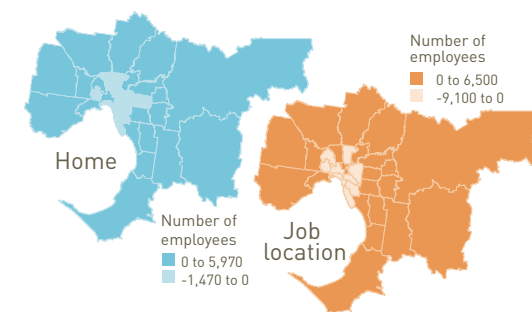 Home
Number of
employees
0 to 5,970
-1,470 to 0
Number of
employees
0 to 6,500
-9,100 to 0
Job
location